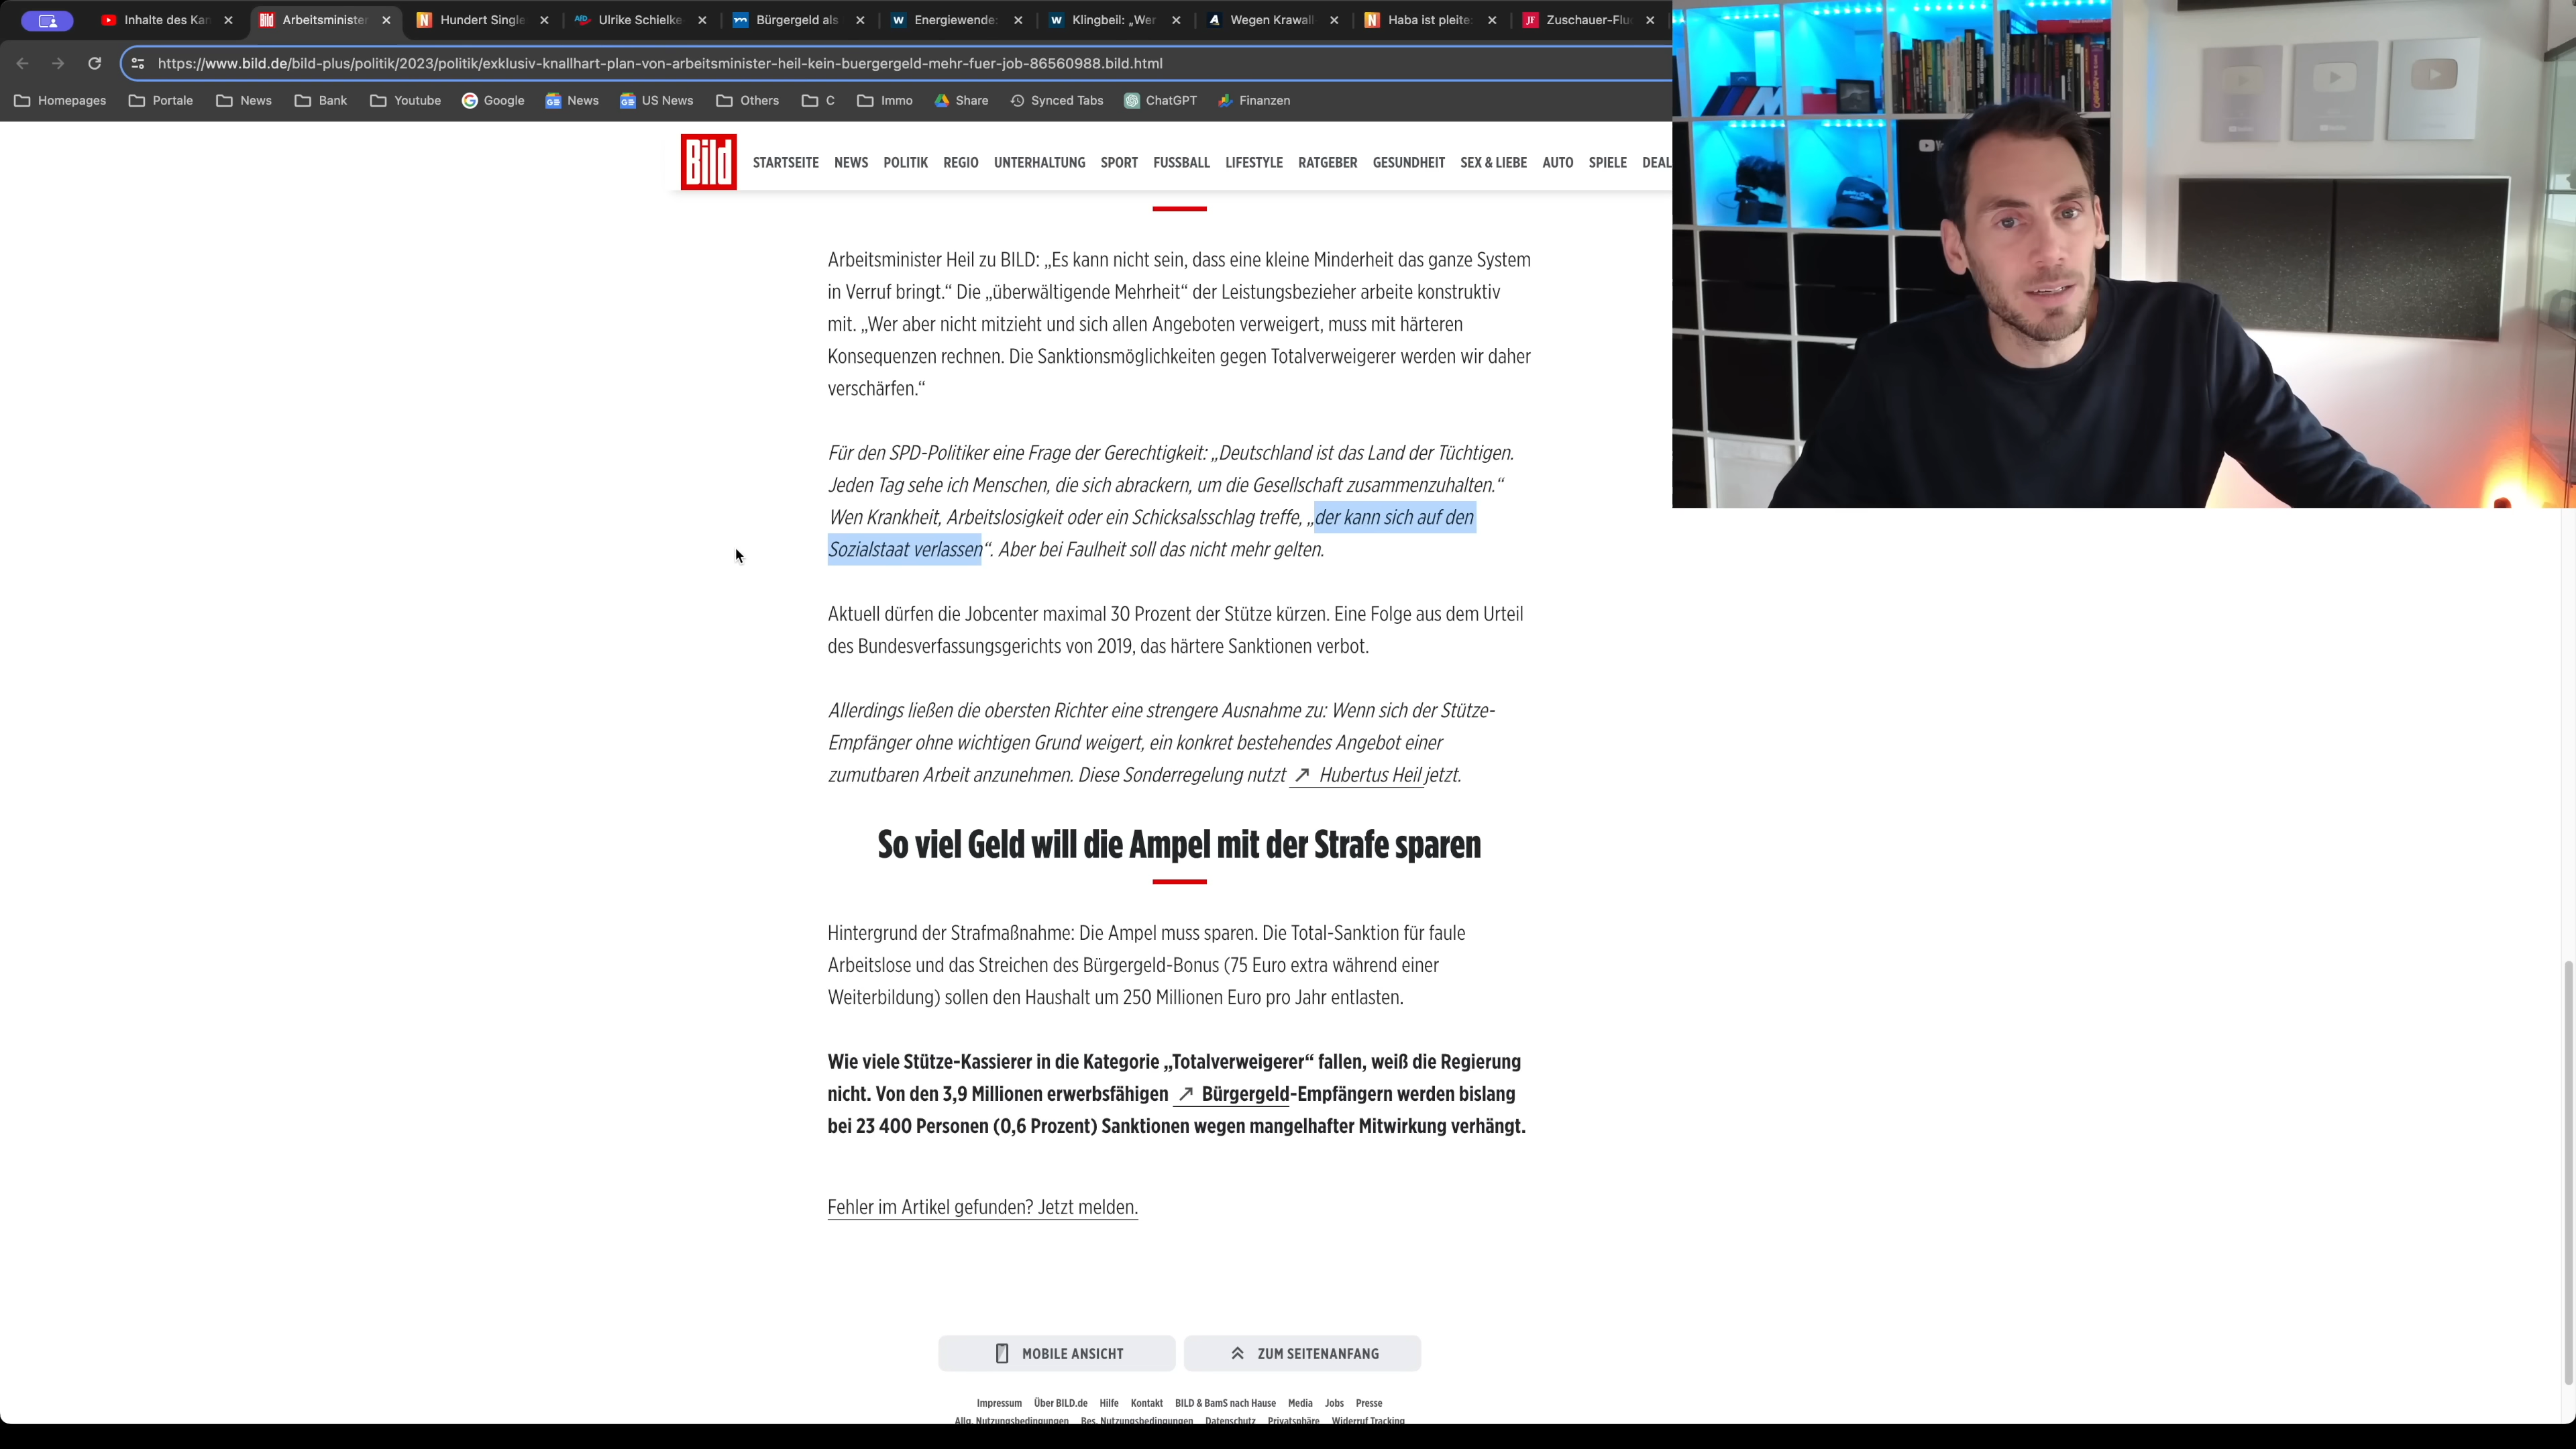 Inhalte des Kan
Arbeitsminister
Hundert Single
AfD
Ulrike Schielke
Bürgergeld als
Energiewende:
Klingbeil: „Wer
Wegen Krawall
Haba ist pleite:
JF
Zuschauer-Flu
https://www.bild.de/bild-plus/politik/2023/politik/exklusiv-knallhart-plan-von-arbeitsminister-heil-kein-buergergeld-mehr-fuer-job-86560988.bild.html
Homepages
Portale
News
Bank
Youtube
Google
News
US News
Others
C
Immo
Share
Synced Tabs
ChatGPT
Finanzen
Bild
STARTSEITE NEWS POLITIK REGIO UNTERHALTUNG SPORT FUSSBALL LIFESTYLE RATGEBER GESUNDHEIT SEX & LIEBE AUTO SPIELE DEAL
Arbeitsminister Heil zu BILD: „Es kann nicht sein, dass eine kleine Minderheit das ganze System
in Verruf bringt.“ Die „überwältigende Mehrheit“ der Leistungsbezieher arbeite konstruktiv
mit. „Wer aber nicht mitzieht und sich allen Angeboten verweigert, muss mit härteren
Konsequenzen rechnen. Die Sanktionsmöglichkeiten gegen Totalverweigerer werden wir daher
verschärfen.“
Für den SPD-Politiker eine Frage der Gerechtigkeit: „Deutschland ist das Land der Tüchtigen.
Jeden Tag sehe ich Menschen, die sich abrackern, um die Gesellschaft zusammenzuhalten.“
Wen Krankheit, Arbeitslosigkeit oder ein Schicksalsschlag treffe, „der kann sich auf den
Sozialstaat verlassen“. Aber bei Faulheit soll das nicht mehr gelten.
Aktuell dürfen die Jobcenter maximal 30 Prozent der Stütze kürzen. Eine Folge aus dem Urteil
des Bundesverfassungsgerichts von 2019, das härtere Sanktionen verbot.
Allerdings ließen die obersten Richter eine strengere Ausnahme zu: Wenn sich der Stütze-
Empfänger ohne wichtigen Grund weigert, ein konkret bestehendes Angebot einer
zumutbaren Arbeit anzunehmen. Diese Sonderregelung nutzt ↗ Hubertus Heil jetzt.
So viel Geld will die Ampel mit der Strafe sparen
Hintergrund der Strafmaßnahme: Die Ampel muss sparen. Die Total-Sanktion für faule
Arbeitslose und das Streichen des Bürgergeld-Bonus (75 Euro extra während einer
Weiterbildung) sollen den Haushalt um 250 Millionen Euro pro Jahr entlasten.
Wie viele Stütze-Kassierer in die Kategorie „Totalverweigerer“ fallen, weiß die Regierung
nicht. Von den 3,9 Millionen erwerbsfähigen ↗ Bürgergeld-Empfängern werden bislang
bei 23 400 Personen (0,6 Prozent) Sanktionen wegen mangelhafter Mitwirkung verhängt.
Fehler im Artikel gefunden? Jetzt melden.
MOBILE ANSICHT
ZUM SEITENANFANG
Impressum Über BILD.de Hilfe Kontakt BILD & BamS nach Hause Media Jobs Presse
Allg. Nutzungsbedingungen Bes. Nutzungsbedingungen Datenschutz Privatsphäre Widerruf Tracking